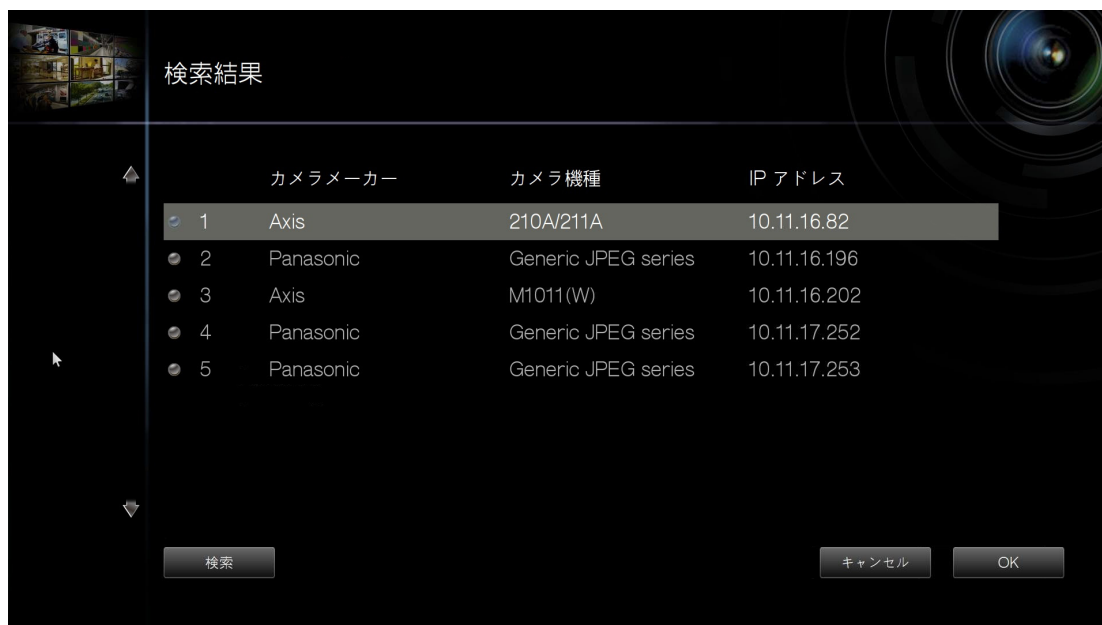 検索結果
カメラメーカー カメラ機種 IP アドレス
1 Axis 210A/211A 10.11.16.82
2 Panasonic Generic JPEG series 10.11.16.196
3 Axis M1011(W) 10.11.16.202
4 Panasonic Generic JPEG series 10.11.17.252
5 Panasonic Generic JPEG series 10.11.17.253
検索 キャンセル OK